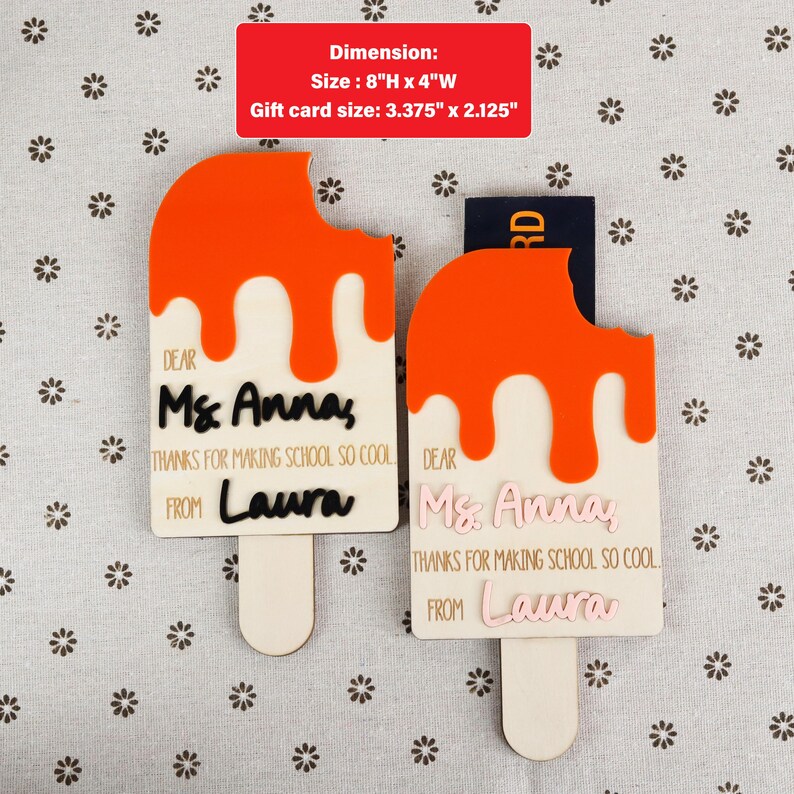 Dimension:
Size : 8"H x 4"W
Gift card size: 3.375" x 2.125"
DEAR
Ms. Anna,
THANKS FOR MAKING SCHOOL SO COOL.
FROM Laura
RD
DEAR
Ms. Anna,
THANKS FOR MAKING SCHOOL SO COOL.
FROM Laura